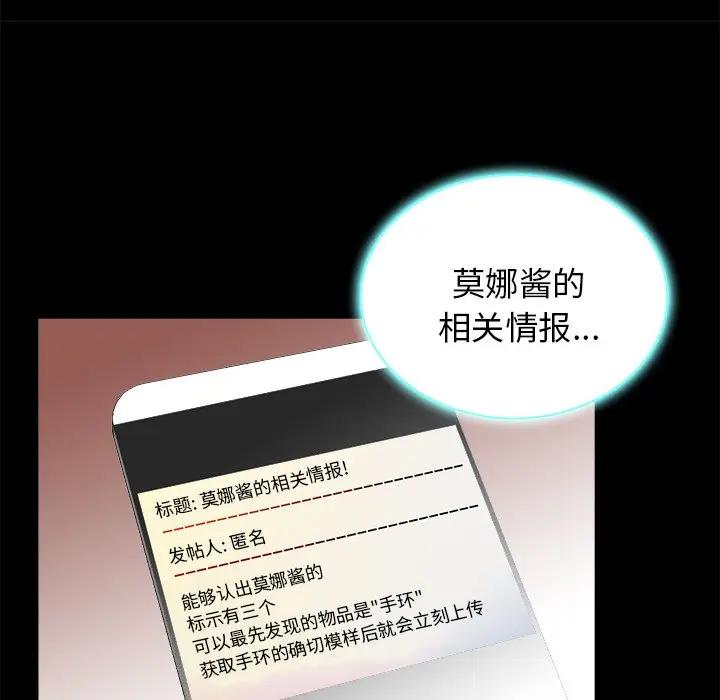 莫娜酱的
相关情报...
标题: 莫娜酱的相关情报!
发帖人: 匿名
能够认出莫娜酱的
标示有三个
可以最先发现的物品是"手环"
获取手环的确切模样后就会立刻上传